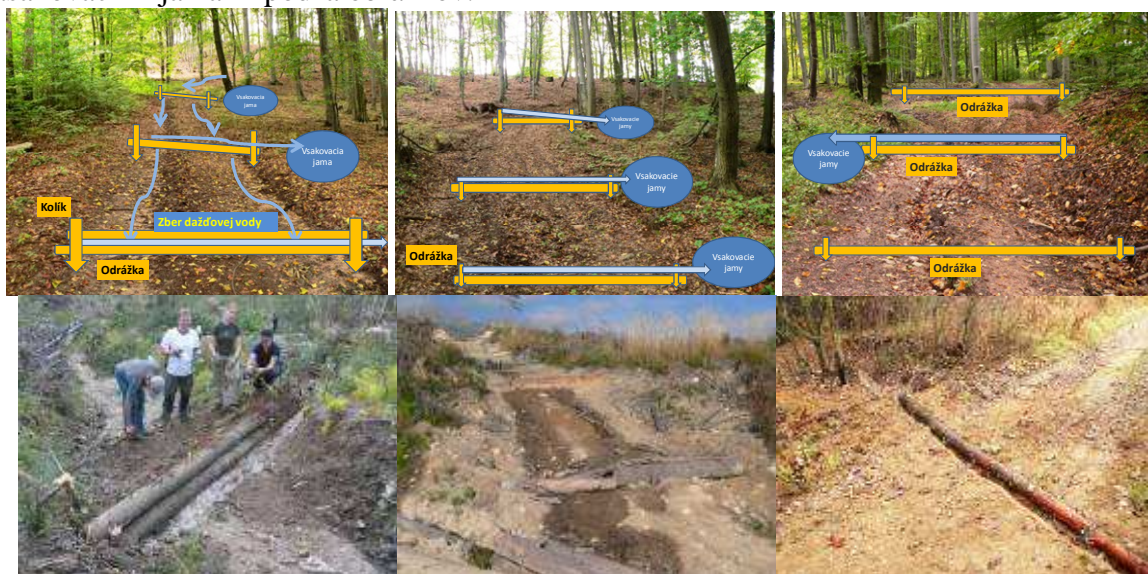 Vsakovacia
jama
Vsakovacia
jama
Kolík
Zber dažďovej vody
Odrážka
Vsakovacie
jamy
Vsakovacie
jamy
Odrážka
Vsakovacie
jamy
Odrážka
Vsakovacie
jamy
Odrážka
Odrážka